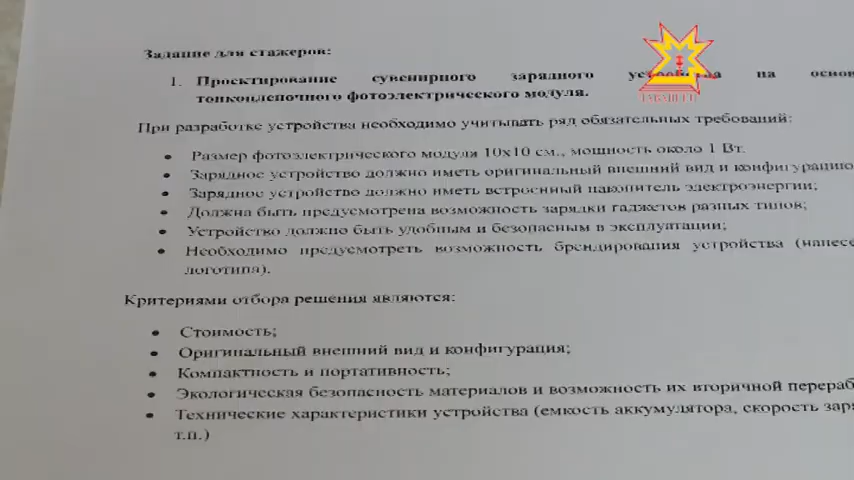 Задание для стажеров:
1. Проектирование сувенирного зарядного устройства на основ
тонкопленочного фотоэлектрического модуля.
При разработке устройства необходимо учитывать ряд обязательных требований:
• Размер фотоэлектрического модуля 10х10 см., мощность около 1 Вт.
• Зарядное устройство должно иметь оригинальный внешний вид и конфигурацию
• Зарядное устройство должно иметь встроенный накопитель электроэнергии;
• Должна быть предусмотрена возможность зарядки гаджетов разных типов;
• Устройство должно быть удобным и безопасным в эксплуатации;
• Необходимо предусмотреть возможность брендирования устройства (нанесе
логотипа).
Критериями отбора решения являются:
• Стоимость;
• Оригинальный внешний вид и конфигурация;
• Компактность и портативность;
• Экологическая безопасность материалов и возможность их вторичной перераб
• Технические характеристики устройства (емкость аккумулятора, скорость зар
т.п.)